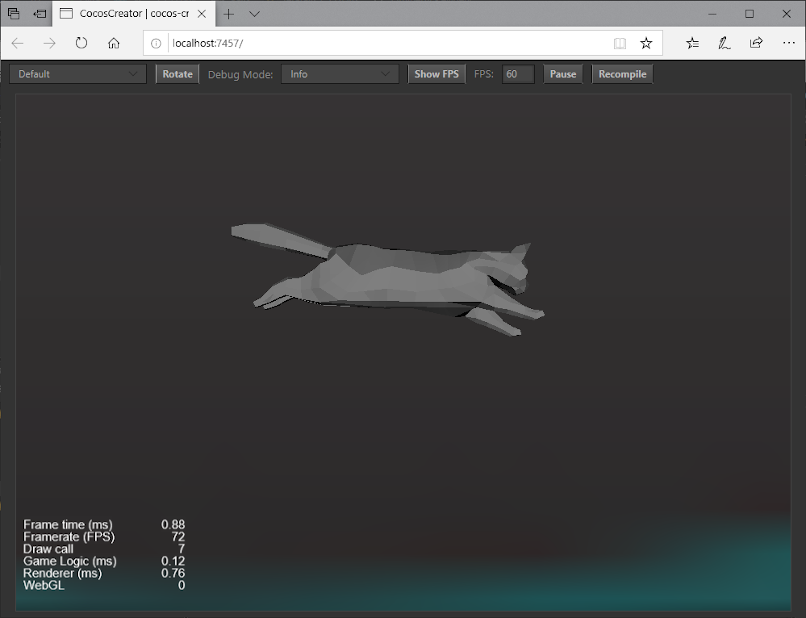 CocosCreator | cocos-cr
localhost:7457/
Default Rotate Debug Mode: Info Show FPS FPS: 60 Pause Recompile
Frame time (ms) 0.88
Framerate (FPS) 72
Draw call 7
Game Logic (ms) 0.12
Renderer (ms) 0.76
WebGL 0